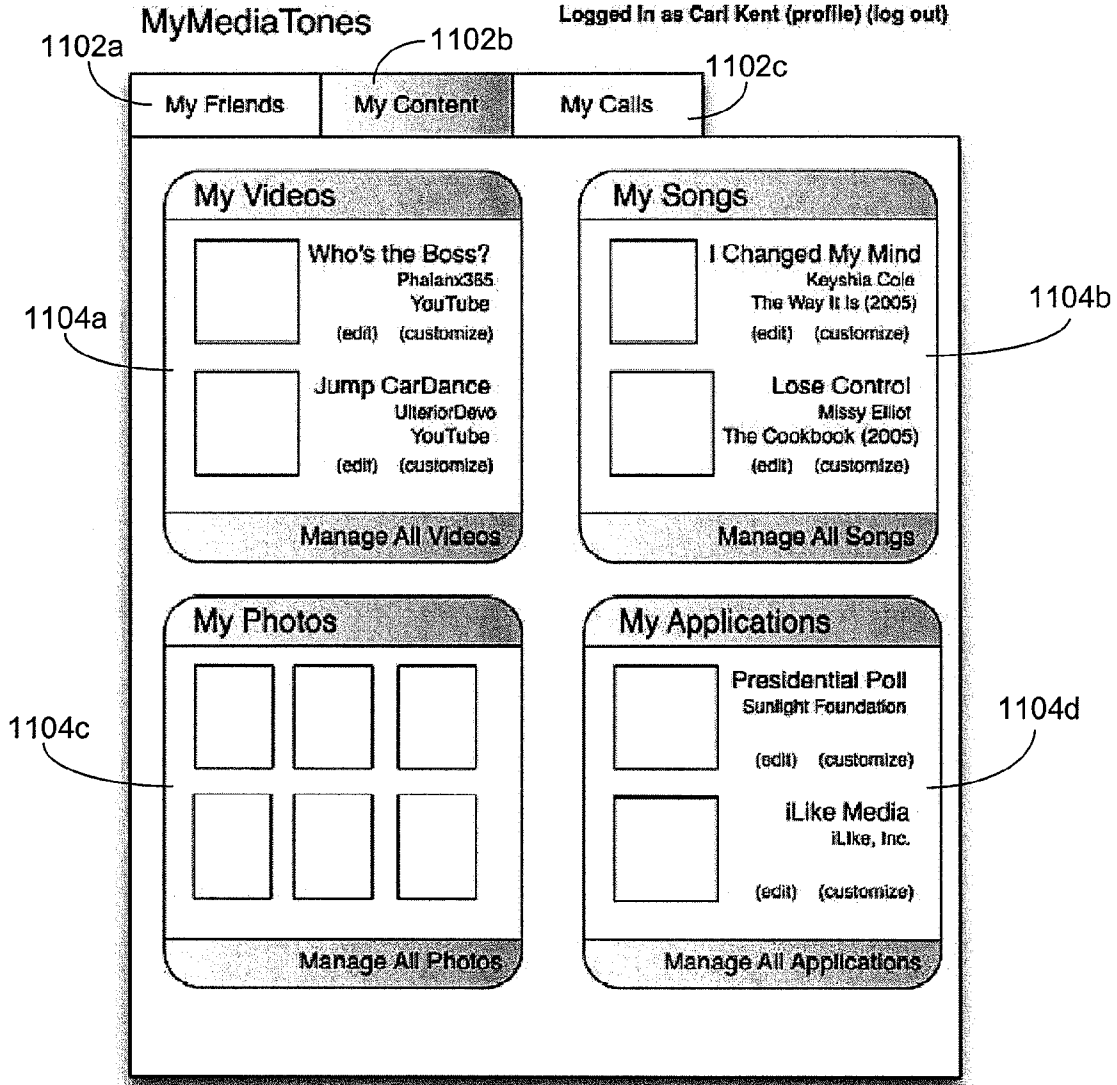 MyMediaTones
Logged in as Carl Kent (profile) (log out)
1102a
1102b
1102c
My Friends
My Content
My Calls
My Videos
Who's the Boss?
Phalanx385
YouTube
(edit) (customize)
Jump CarDance
UlteriorDevo
YouTube
(edit) (customize)
Manage All Videos
1104a
My Songs
I Changed My Mind
Keyshia Cole
The Way It Is (2005)
(edit) (customize)
Lose Control
Missy Elliot
The Cookbook (2005)
(edit) (customize)
Manage All Songs
1104b
My Photos
Manage All Photos
1104c
My Applications
Presidential Poll
Sunlight Foundation
(edit) (customize)
iLike Media
iLike, Inc.
(edit) (customize)
Manage All Applications
1104d